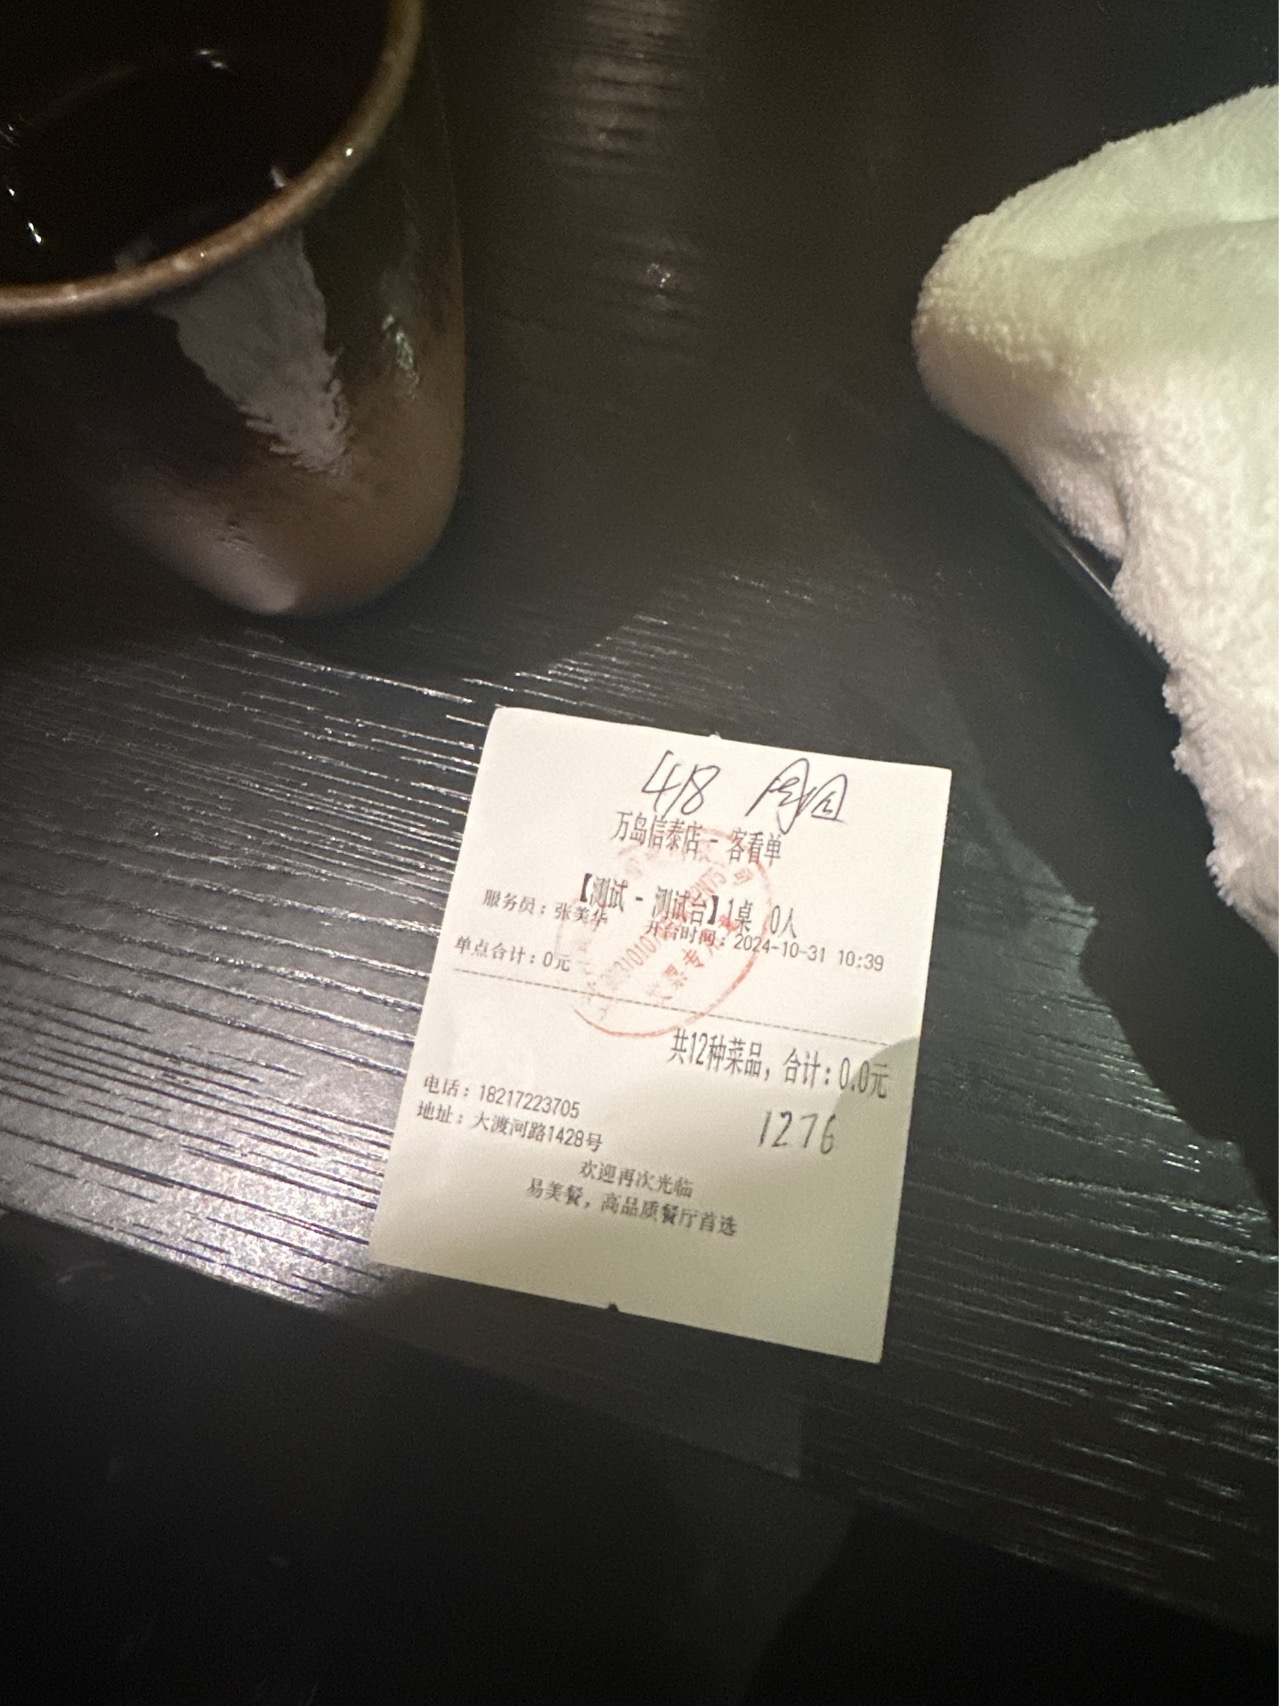 418
万岛信泰店 - 客看单
【测试 - 测试台】1桌 0人
服务员：张美华 开台时间：2024-10-31 10:39
单点合计：0元
共12种菜品，合计：0.0元
1276
电话：18217223705
地址：大渡河路1428号
欢迎再次光临
易美餐，高品质餐厅首选